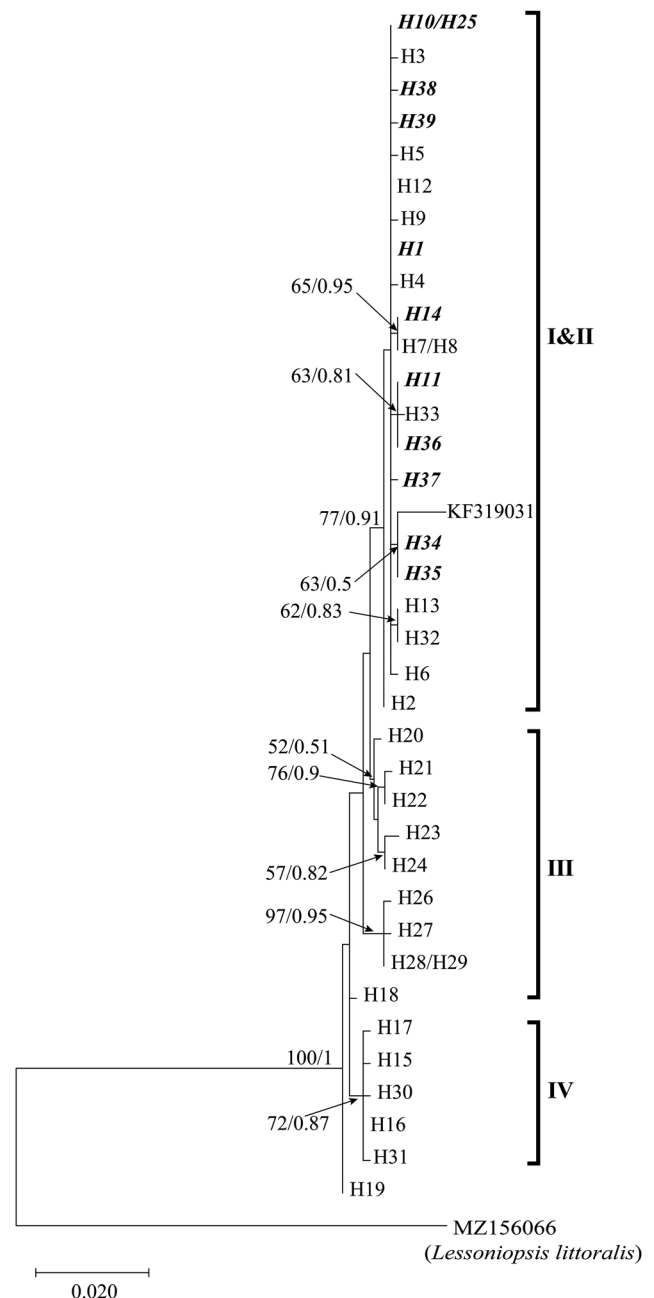 H10/H25
H3
H38
H39
H5
H12
H9
H1
H4
65/0.95
H14
I&II
H7/H8
63/0.81
H11
H33
H36
H37
77/0.91
KF319031
H34
63/0.5
H35
62/0.83
H13
H32
H6
H2
H20
52/0.51
76/0.9
H21
H22
H23
57/0.82
H24
III
H26
97/0.95
H27
H28/H29
H18
H17
100/1
H15
IV
H30
72/0.87
H16
H31
H19
MZ156066
(Lessoniopsis littoralis)
0.020